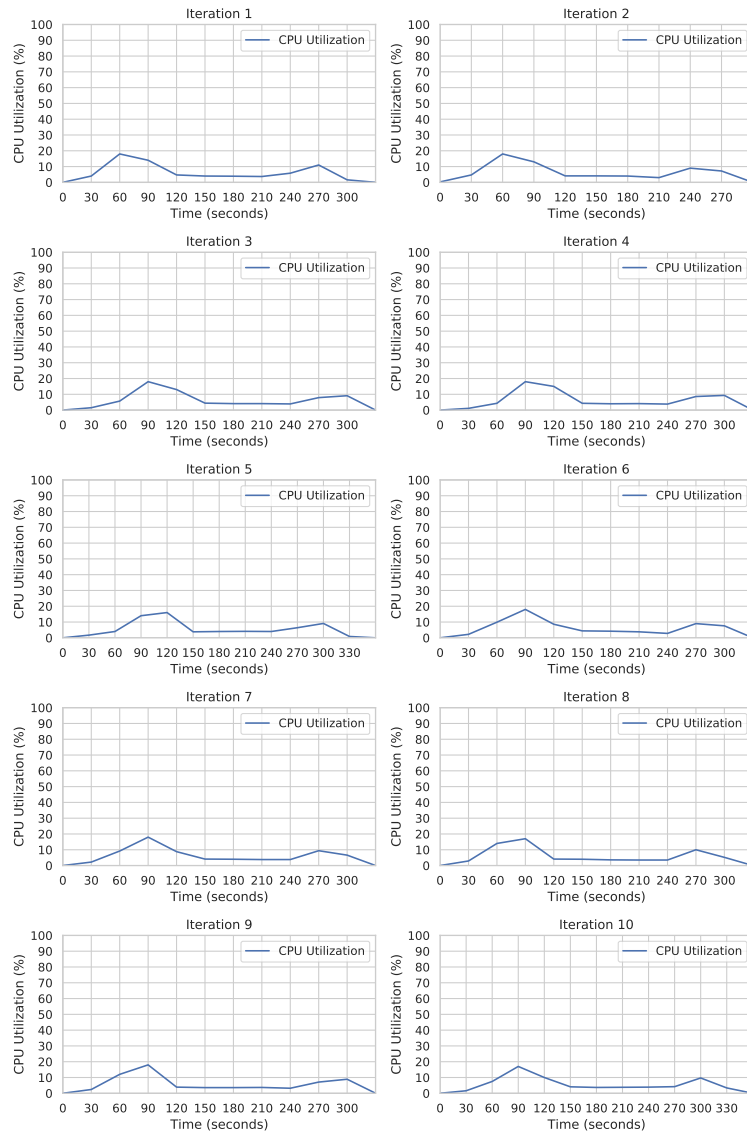 Iteration 1
CPU Utilization (%)
100
90
80
70
60
50
40
30
20
10
0
CPU Utilization
0 30 60 90 120 150 180 210 240 270 300
Time (seconds)
Iteration 2
CPU Utilization (%)
100
90
80
70
60
50
40
30
20
10
0
CPU Utilization
0 30 60 90 120 150 180 210 240 270
Time (seconds)
Iteration 3
CPU Utilization (%)
100
90
80
70
60
50
40
30
20
10
0
CPU Utilization
0 30 60 90 120 150 180 210 240 270 300
Time (seconds)
Iteration 4
CPU Utilization (%)
100
90
80
70
60
50
40
30
20
10
0
CPU Utilization
0 30 60 90 120 150 180 210 240 270 300
Time (seconds)
Iteration 5
CPU Utilization (%)
100
90
80
70
60
50
40
30
20
10
0
CPU Utilization
0 30 60 90 120 150 180 210 240 270 300 330
Time (seconds)
Iteration 6
CPU Utilization (%)
100
90
80
70
60
50
40
30
20
10
0
CPU Utilization
0 30 60 90 120 150 180 210 240 270 300
Time (seconds)
Iteration 7
CPU Utilization (%)
100
90
80
70
60
50
40
30
20
10
0
CPU Utilization
0 30 60 90 120 150 180 210 240 270 300
Time (seconds)
Iteration 8
CPU Utilization (%)
100
90
80
70
60
50
40
30
20
10
0
CPU Utilization
0 30 60 90 120 150 180 210 240 270 300
Time (seconds)
Iteration 9
CPU Utilization (%)
100
90
80
70
60
50
40
30
20
10
0
CPU Utilization
0 30 60 90 120 150 180 210 240 270 300
Time (seconds)
Iteration 10
CPU Utilization (%)
100
90
80
70
60
50
40
30
20
10
0
CPU Utilization
0 30 60 90 120 150 180 210 240 270 300 330
Time (seconds)